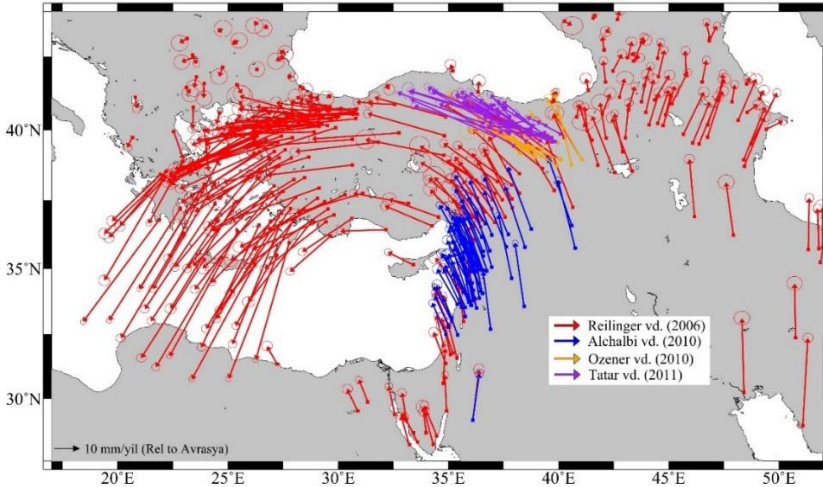 40°N
35°N
30°N
Reilinger vd. (2006)
Alchalbi vd. (2010)
Ozener vd. (2010)
Tatar vd. (2011)
10 mm/yil (Rel to Avrasya)
20°E 25°E 30°E 35°E 40°E 45°E 50°E